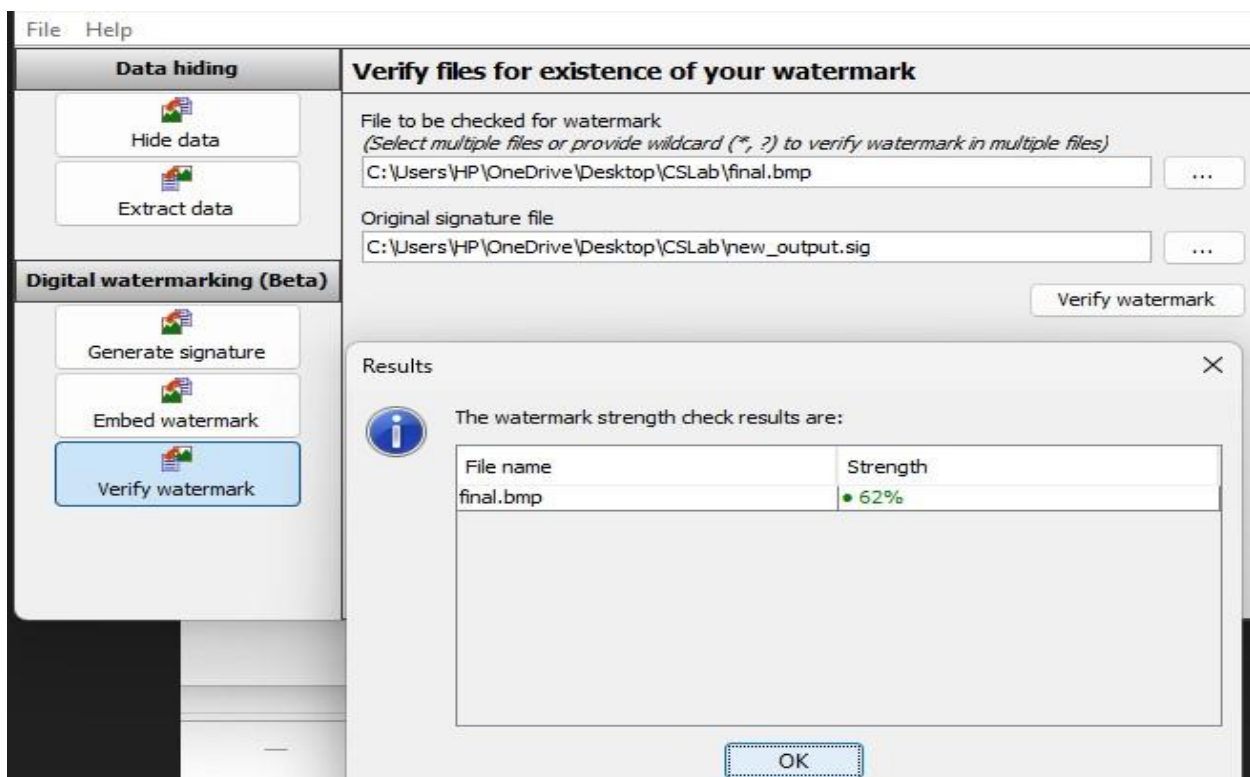 File Help
Data hiding
Hide data
Extract data
Digital watermarking (Beta)
Generate signature
Embed watermark
Verify watermark
Verify files for existence of your watermark
File to be checked for watermark
(Select multiple files or provide wildcard (*, ?) to verify watermark in multiple files)
C:\Users\HP\OneDrive\Desktop\CSLab\final.bmp
...
Original signature file
C:\Users\HP\OneDrive\Desktop\CSLab\new_output.sig
...
Verify watermark
Results
The watermark strength check results are:
File name Strength
final.bmp • 62%
OK